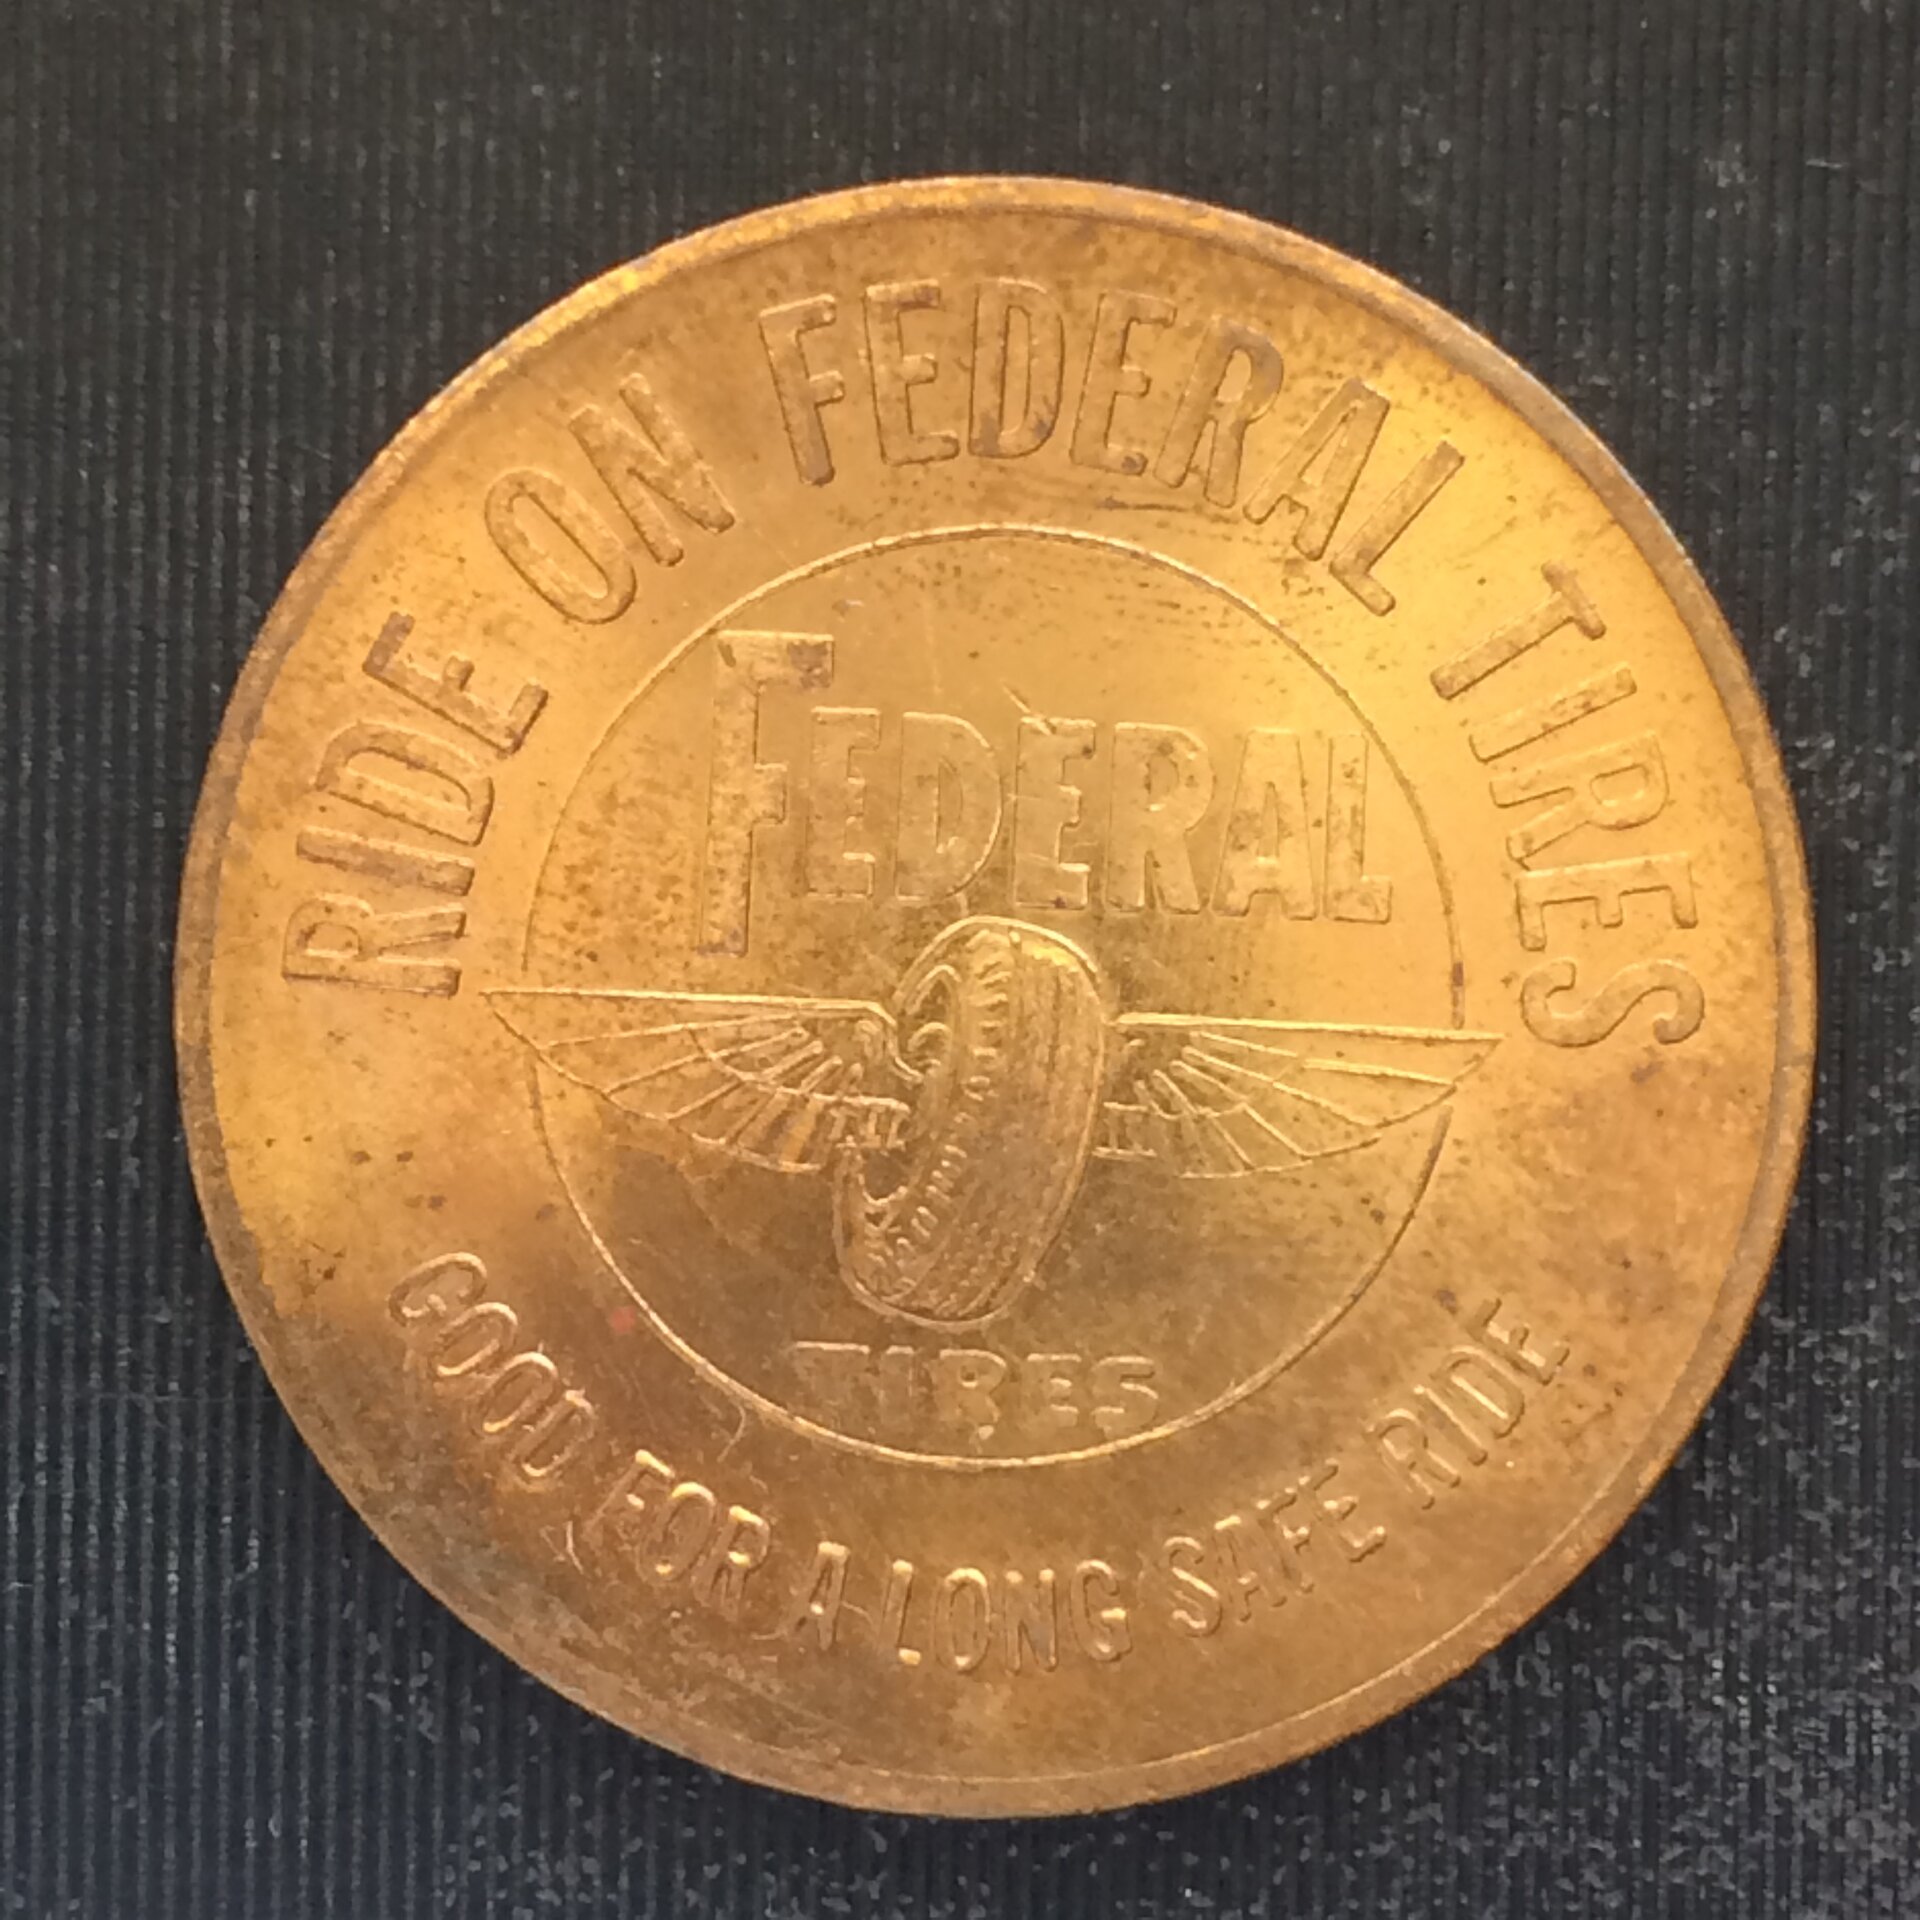 RIDE ON FEDERAL TIRES
FEDERAL
TIRES
GOOD FOR A LONG SAFE RIDE